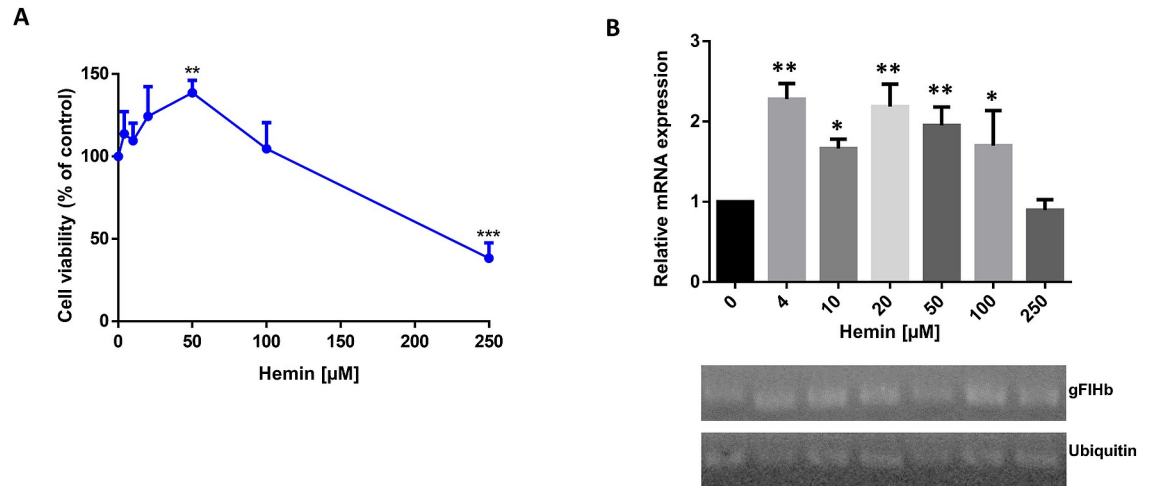 A
150
100
50
0
**
***
0 50 100 150 200 250
Hemin [µM]
Cell viability (% of control)
B
3
2
1
0
** * ** ** *
0 4 10 20 50 100 250
Hemin [µM]
Relative mRNA expression
gFlHb
Ubiquitin